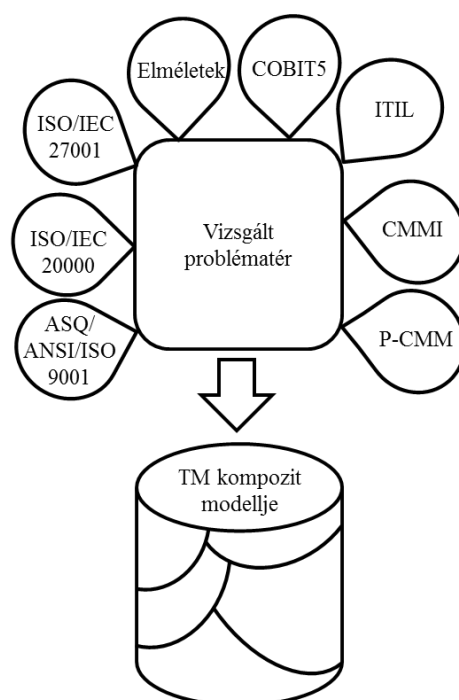 Elméletek
COBIT5
ISO/IEC
27001
ITIL
ISO/IEC
20000
Vizsgált
problématér
CMMI
ASQ/
ANSI/ISO
9001
P-CMM
TM kompozit
modellje